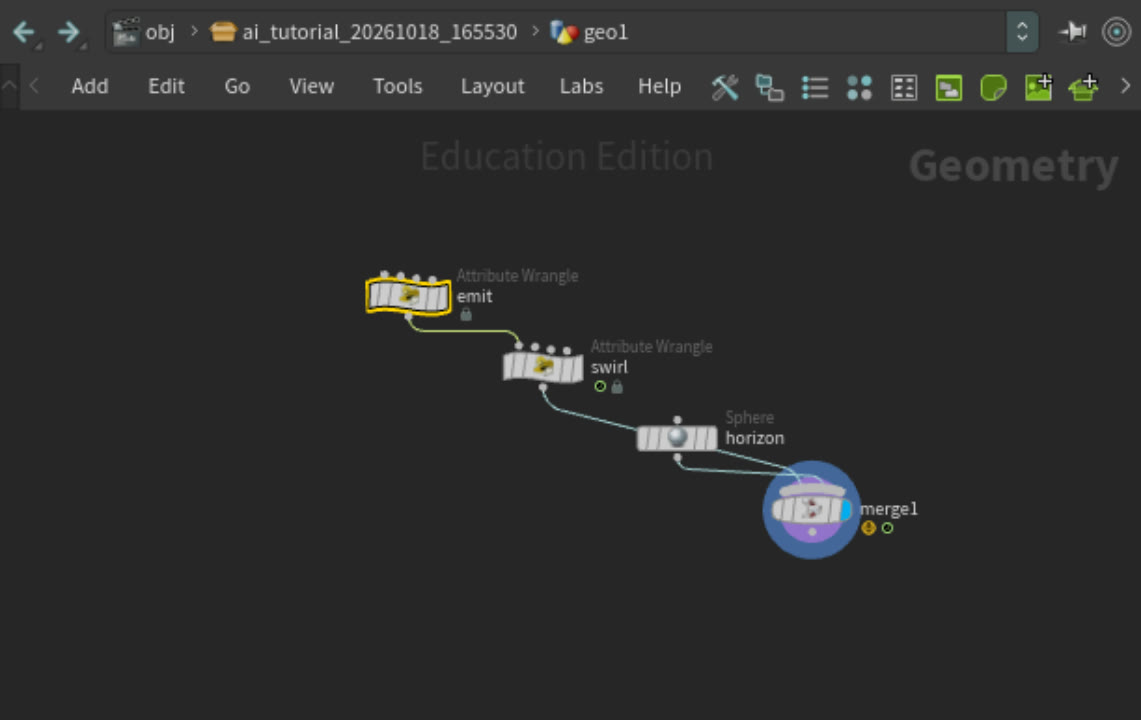 obj ai_tutorial_20261018_165530 geo1
Add Edit Go View Tools Layout Labs Help
Education Edition
Geometry
Attribute Wrangle
emit
Attribute Wrangle
swirl
Sphere
horizon
merge1